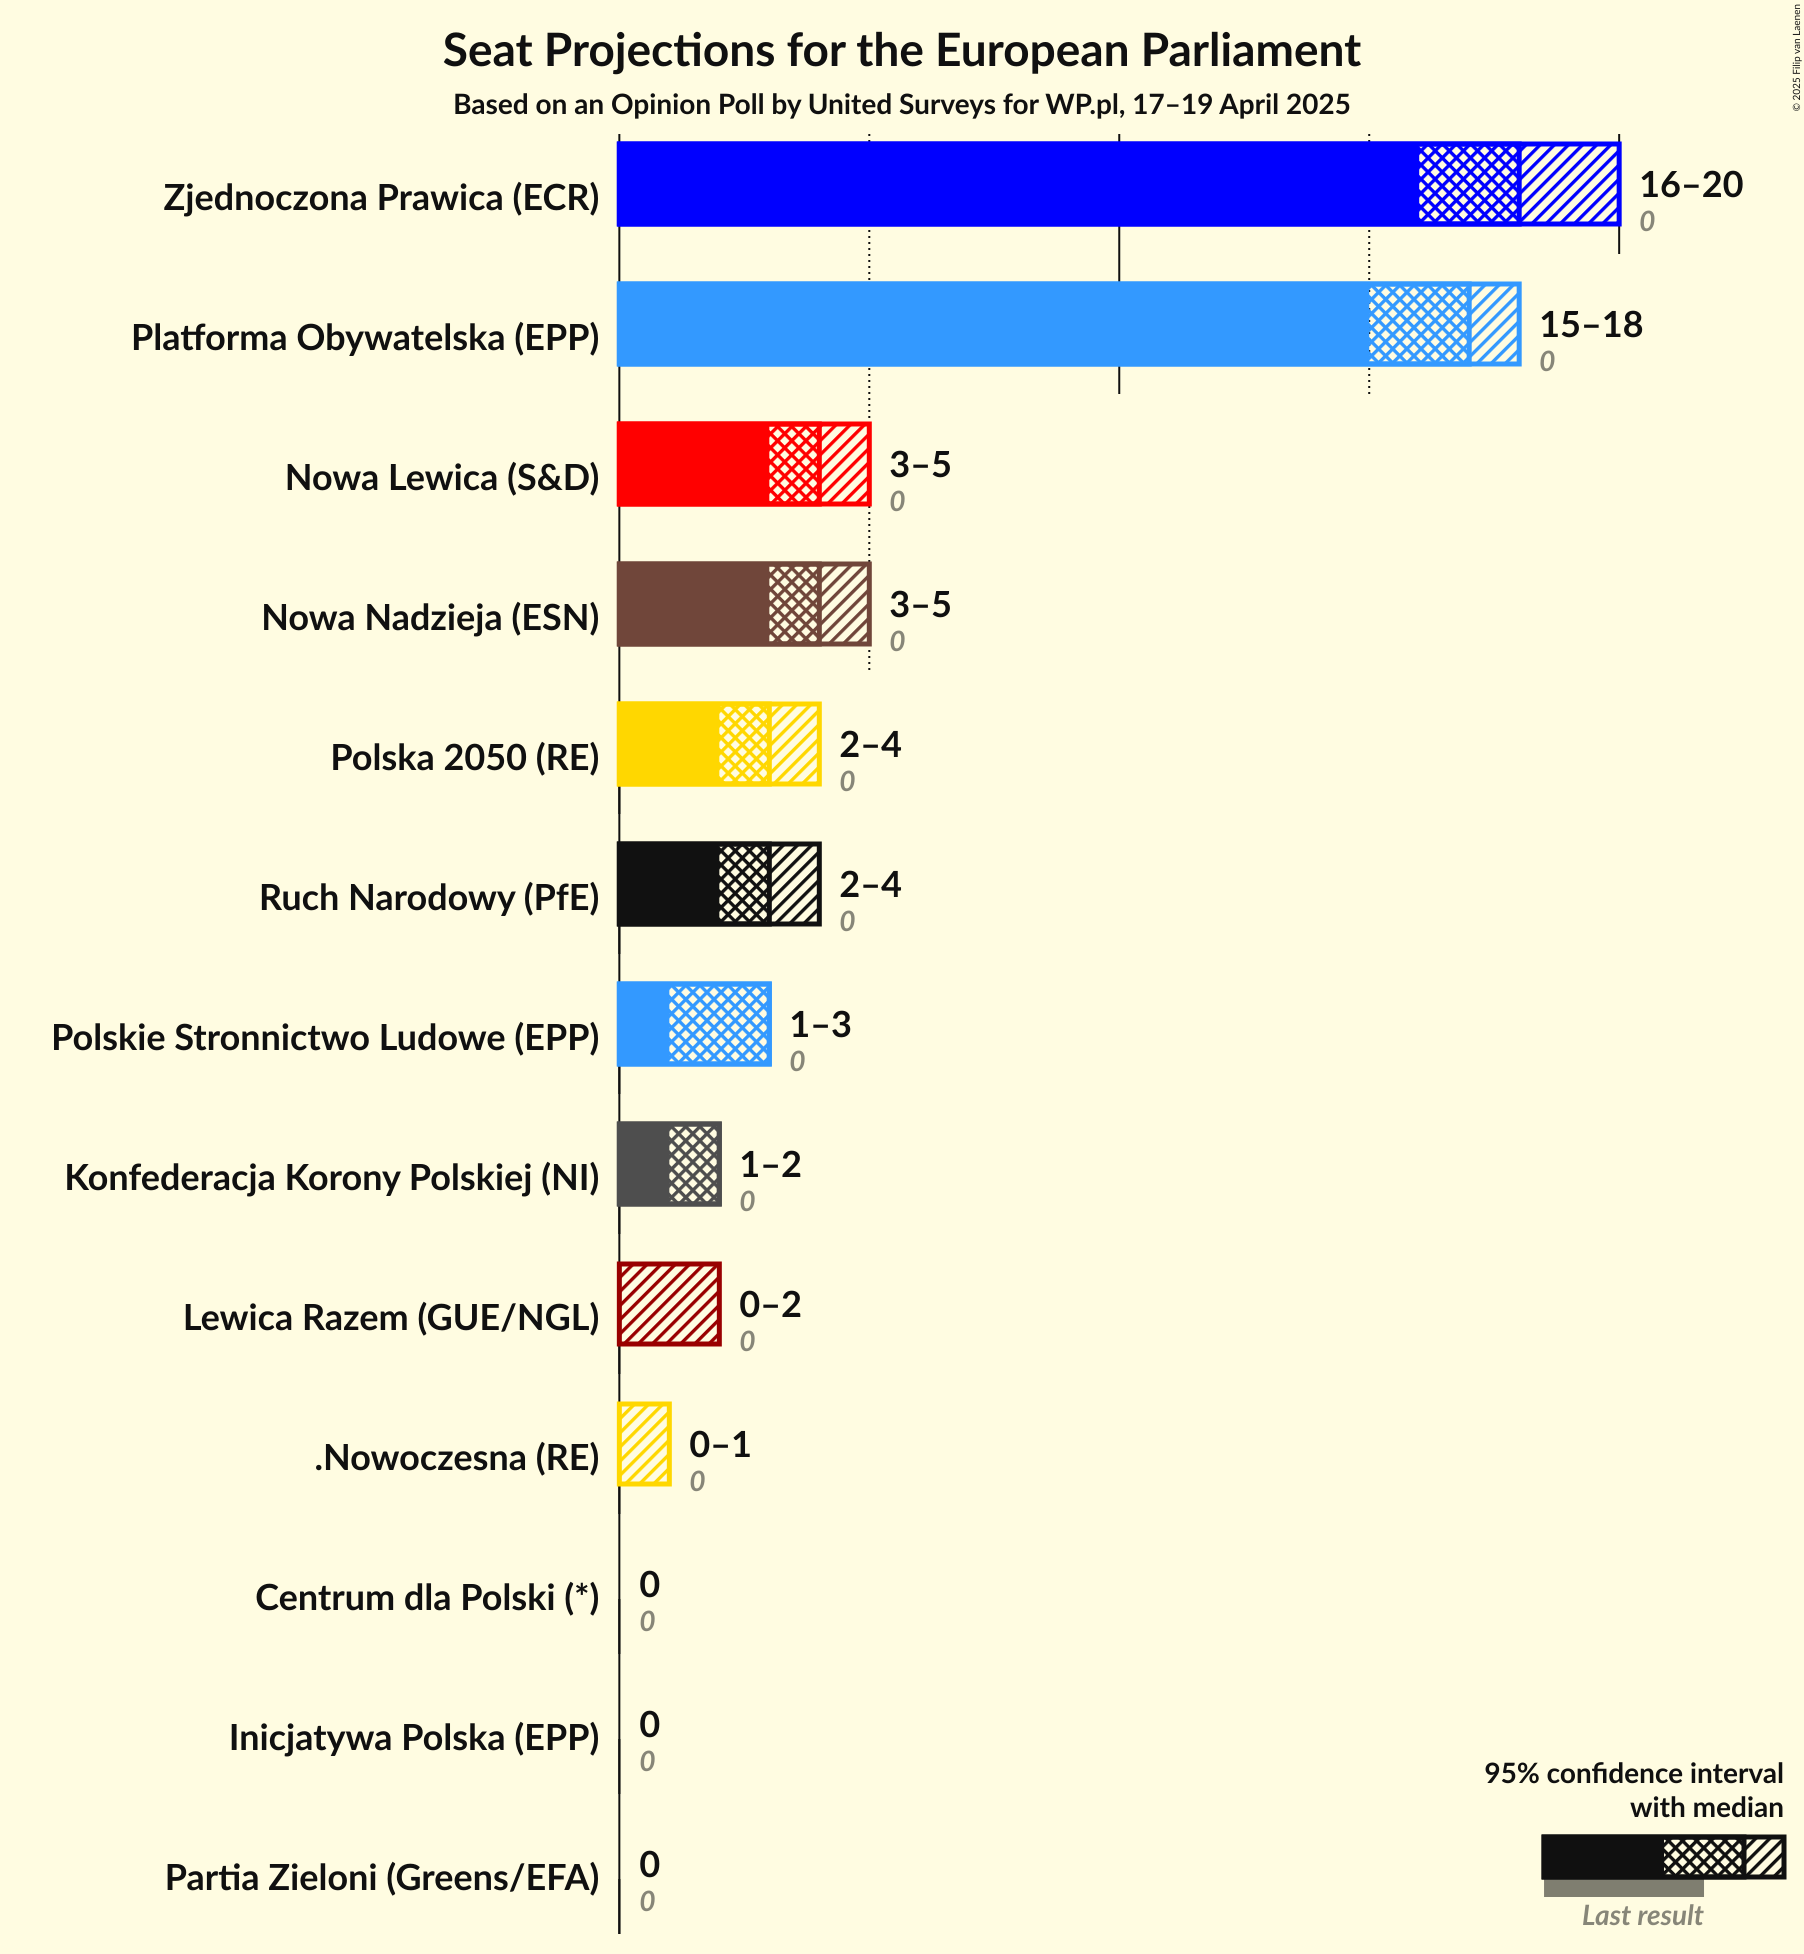 Seat Projections for the European Parliament
Based on an Opinion Poll by United Surveys for WP.pl, 17–19 April 2025
© 2025 Filip van Laenen
Zjednoczona Prawica (ECR)
16–20
0
Platforma Obywatelska (EPP)
15–18
0
Nowa Lewica (S&D)
3–5
0
Nowa Nadzieja (ESN)
3–5
0
Polska 2050 (RE)
2–4
0
Ruch Narodowy (PfE)
2–4
0
Polskie Stronnictwo Ludowe (EPP)
1–3
0
Konfederacja Korony Polskiej (NI)
1–2
0
Lewica Razem (GUE/NGL)
0–2
0
.Nowoczesna (RE)
0–1
0
Centrum dla Polski (*)
0
0
Inicjatywa Polska (EPP)
0
0
Partia Zieloni (Greens/EFA)
0
0
95% confidence interval
with median
Last result